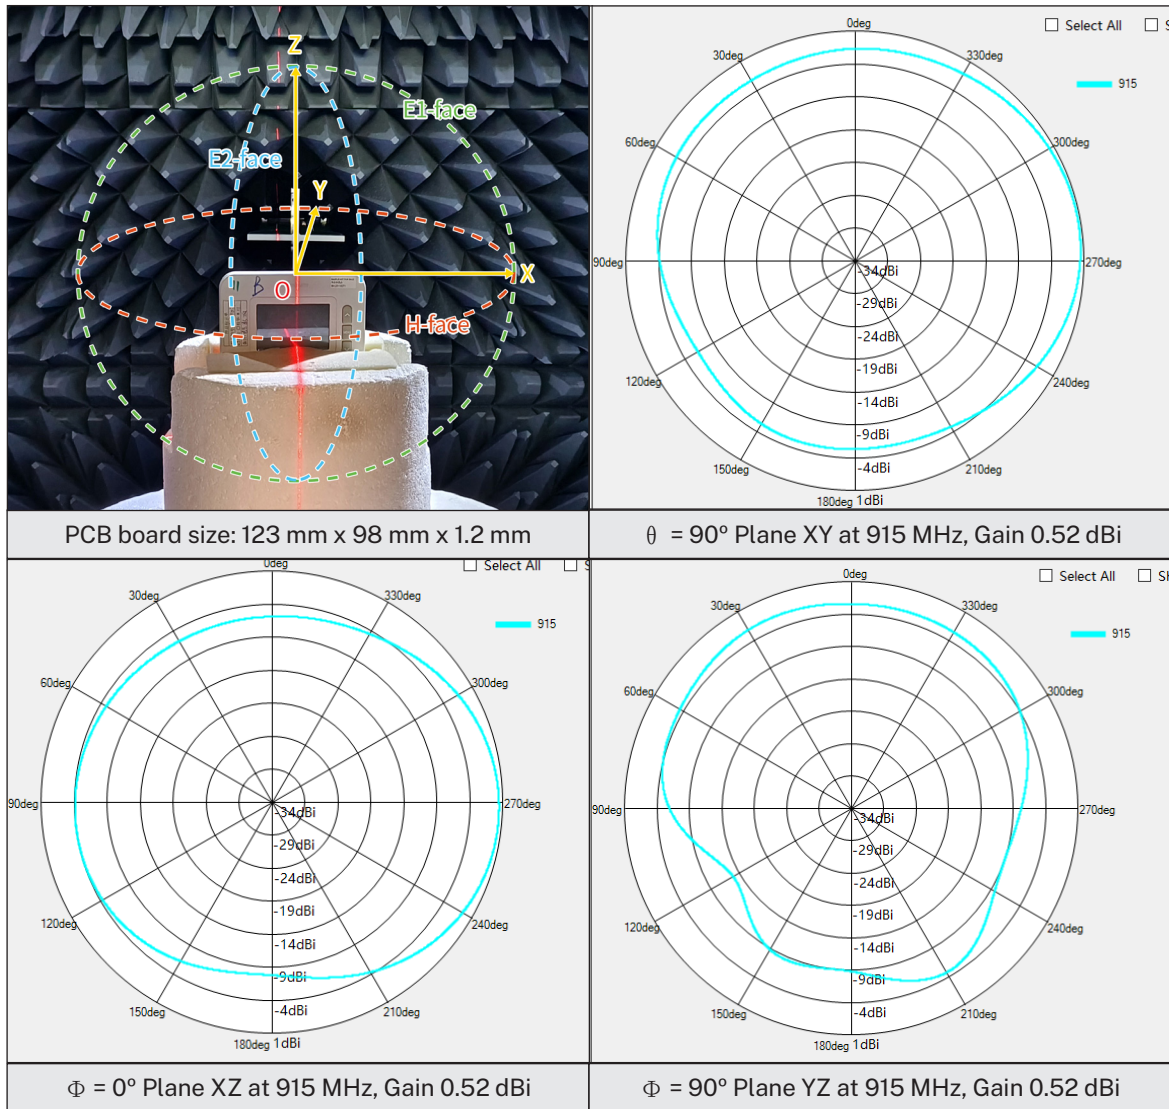 Z
E1-face
E2-face
Y
X
O
B
H-face
PCB board size: 123 mm x 98 mm x 1.2 mm
0deg
Select All
S
30deg
330deg
915
60deg
300deg
90deg
270deg
-34dBi
-29dBi
-24dBi
-19dBi
120deg
240deg
-14dBi
-9dBi
150deg
-4dBi
210deg
180deg 1dBi
θ = 90º Plane XY at 915 MHz, Gain 0.52 dBi
0deg
Select All
S
30deg
330deg
915
60deg
300deg
90deg
270deg
-34dBi
-29dBi
-24dBi
-19dBi
120deg
240deg
-14dBi
-9dBi
150deg
-4dBi
210deg
180deg 1dBi
Φ = 0º Plane XZ at 915 MHz, Gain 0.52 dBi
0deg
Select All
Sh
30deg
330deg
915
60deg
300deg
90deg
270deg
-34dBi
-29dBi
-24dBi
-19dBi
120deg
240deg
-14dBi
-9dBi
150deg
-4dBi
210deg
180deg 1dBi
Φ = 90º Plane YZ at 915 MHz, Gain 0.52 dBi